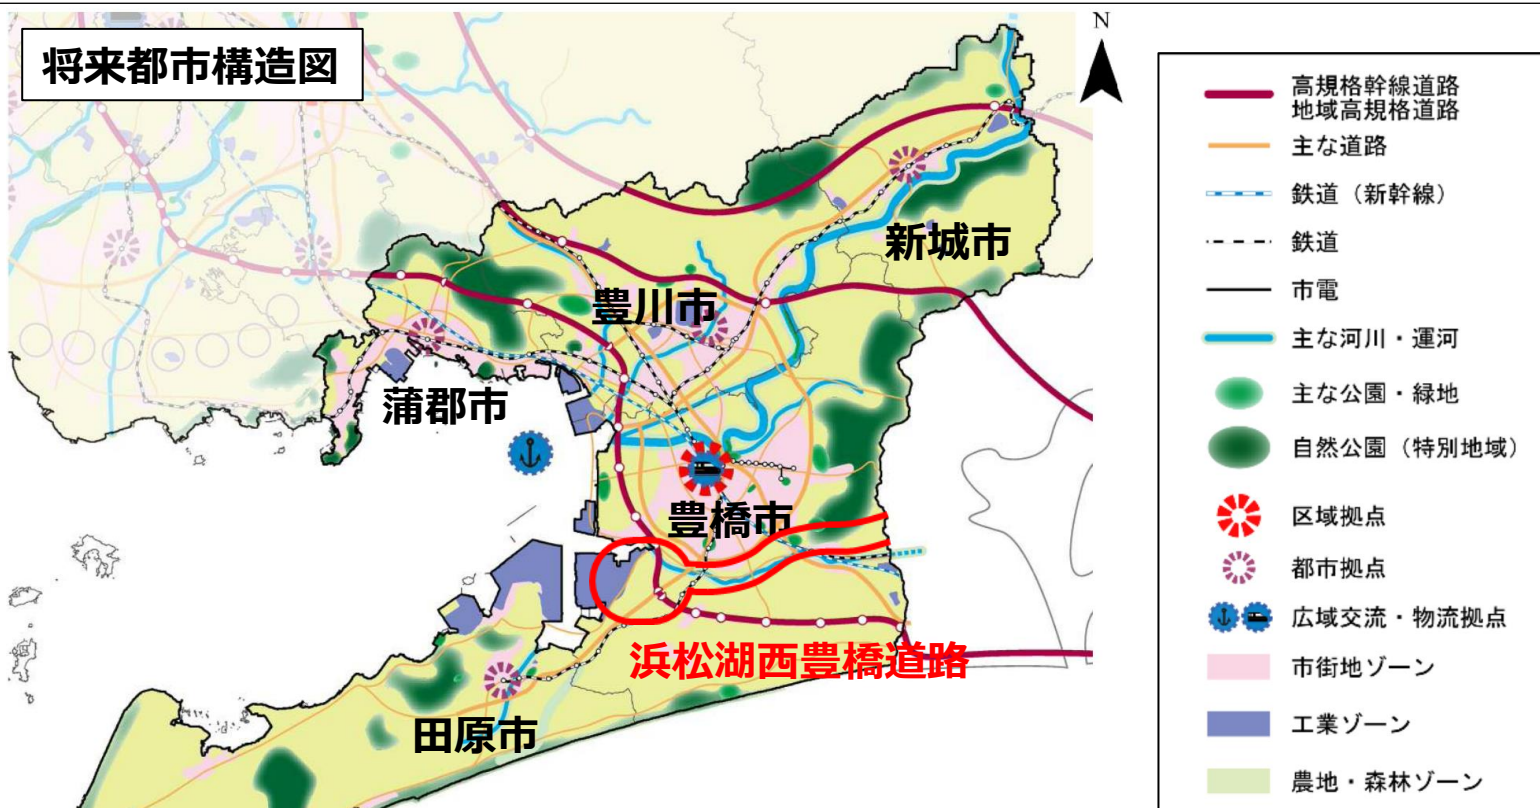 将来都市構造図
N
新城市
豊川市
蒲郡市
豊橋市
浜松湖西豊橋道路
田原市
高規格幹線道路
地域高規格道路
主な道路
鉄道（新幹線）
鉄道
市電
主な河川・運河
主な公園・緑地
自然公園（特別地域）
区域拠点
都市拠点
広域交流・物流拠点
市街地ゾーン
工業ゾーン
農地・森林ゾーン